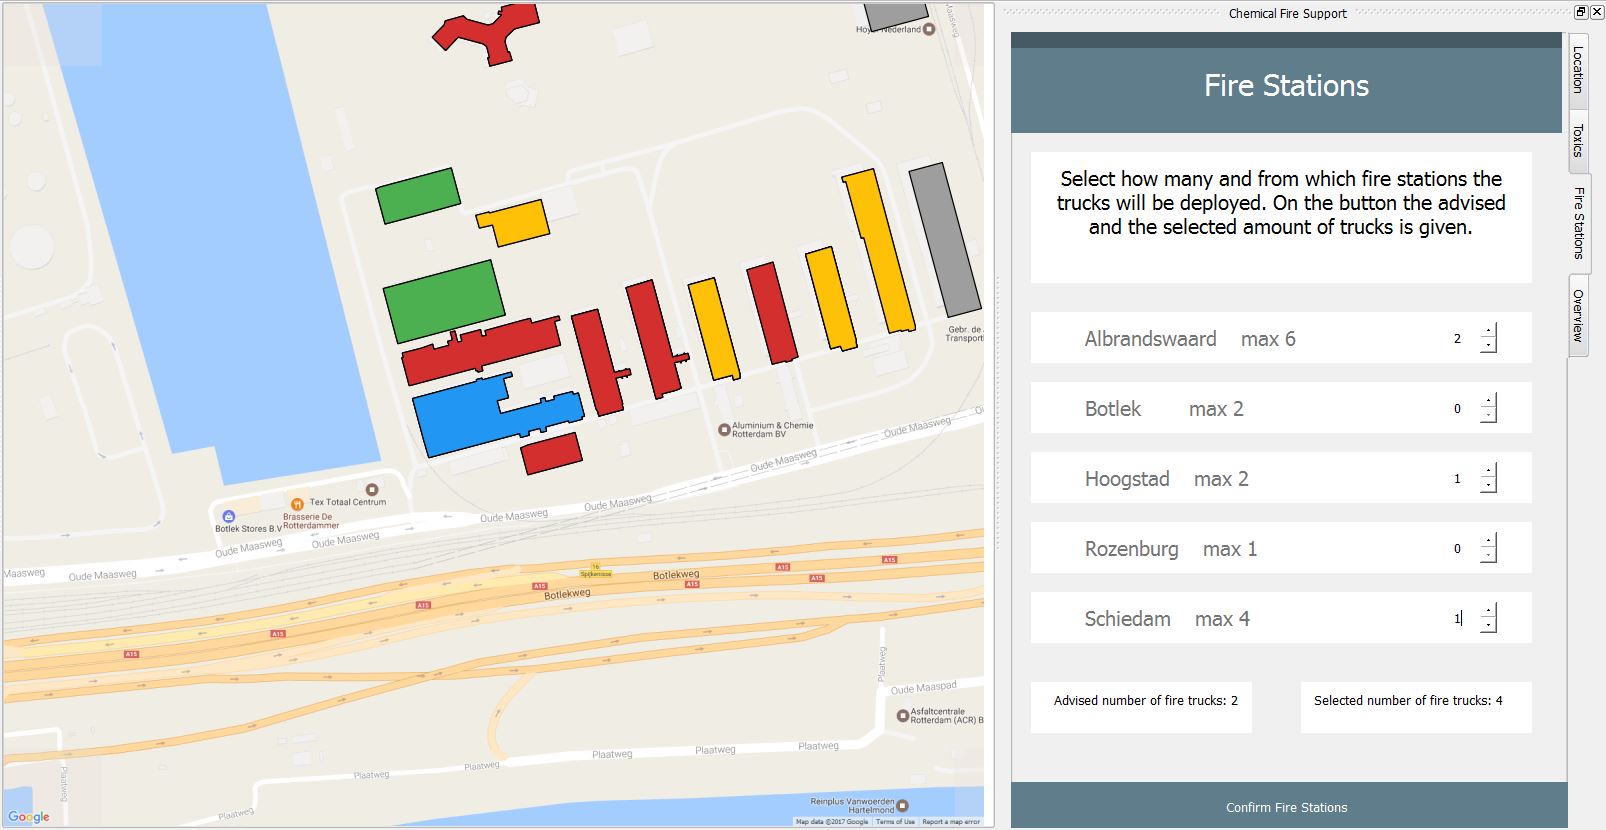 Chemical Fire Support
Fire Stations
Select how many and from which fire stations the
trucks will be deployed. On the button the advised
and the selected amount of trucks is given.
Albrandswaard max 6 2
Botlek max 2 0
Hoogstad max 2 1
Rozenburg max 1 0
Schiedam max 4 1
Advised number of fire trucks: 2
Selected number of fire trucks: 4
Confirm Fire Stations
Location
Toxics
Fire Stations
Overview
Nederland
Maasweg
Gebr. de
Transport
Aluminium & Chemie
Rotterdam BV
Oude Maasweg
Oude Maasweg
Oude Maasweg
Oude Maasweg
Tex Totaal Centrum
Brasserie De
Rotterdammer
Botlek Stores B.V
Oude Maasweg
Oude Maasweg
Oude Maasweg
Maasweg
16
Spijkenisse
Botlekweg
Botlekweg
A15
A15
A15
A15
A15
A15
A15
A15
Plaatweg
Oude Maaspad
Asfaltcentrale
Rotterdam (ACR) B
Plaatweg
Plaatweg
Plaatweg
Plaatweg
Plaatweg
Plaatweg
Plaatweg
Reinplus Vanwoerden
Hartelmond
Google
Map data ©2017 Google
Terms of Use
Report a map error